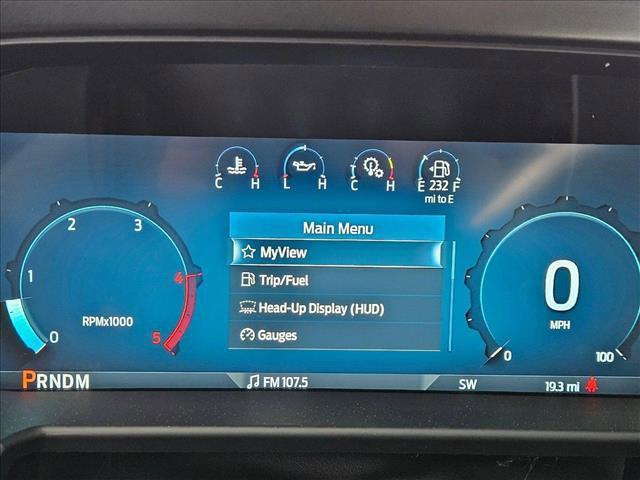 C H L H C H E 232 F
mi to E
Main Menu
MyView
Trip/Fuel
Head-Up Display (HUD)
Gauges
0 1 2 3 4 5
RPMx1000
0
MPH
0 100
PRNDM
FM 107.5
SW
19.3 mi